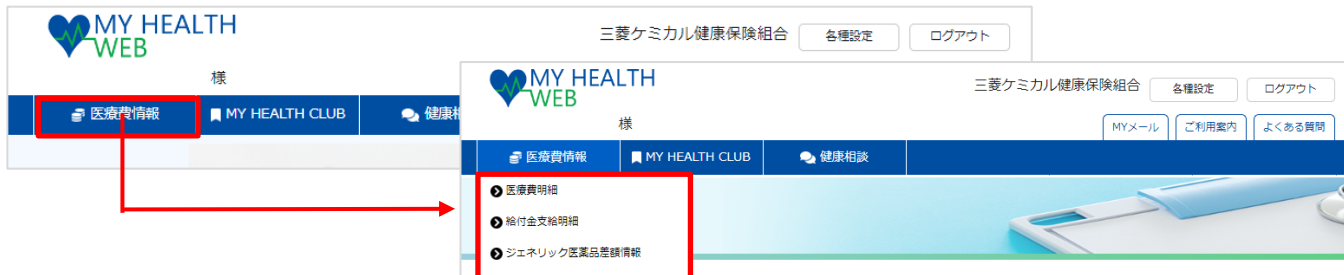 MY HEALTH
WEB
三菱ケミカル健康保険組合 各種設定 ログアウト
様
医療費情報 MY HEALTH CLUB 健康相
MY HEALTH
WEB
三菱ケミカル健康保険組合 各種設定 ログアウト
様
MYメール ご利用案内 よくある質問
医療費情報 MY HEALTH CLUB 健康相談
医療費明細
給付金支給明細
ジェネリック医薬品差額情報